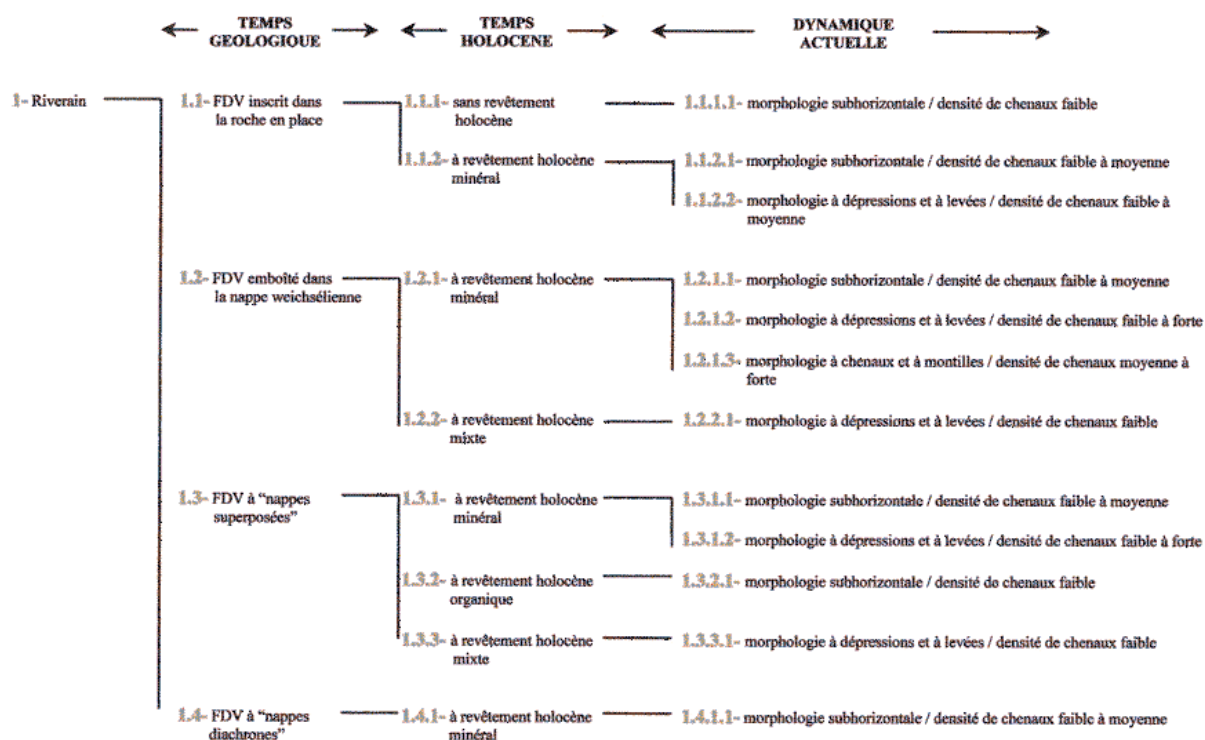 TEMPS
GEOLOGIQUE
TEMPS
HOLOCENE
DYNAMIQUE
ACTUELLE
1- Riverain
1.1- FDV inscrit dans
la roche en place
1.1.1- sans revêtement
holocène
1.1.1.1- morphologie subhorizontale / densité de chenaux faible
1.1.2- à revêtement holocène
minéral
1.1.2.1- morphologie subhorizontale / densité de chenaux faible à moyenne
1.1.2.2- morphologie à dépressions et à levées / densité de chenaux faible à
moyenne
1.2- FDV emboîté dans
la nappe weichsélienne
1.2.1- à revêtement holocène
minéral
1.2.1.1- morphologie subhorizontale / densité de chenaux faible à moyenne
1.2.1.2- morphologie à dépressions et à levées / densité de chenaux faible à forte
1.2.1.3- morphologie à chenaux et à montilles / densité de chenaux moyenne à
forte
1.2.2- à revêtement holocène
mixte
1.2.2.1- morphologie à dépressions et à levées / densité de chenaux faible
1.3- FDV à "nappes
superposées"
1.3.1- à revêtement holocène
minéral
1.3.1.1- morphologie subhorizontale / densité de chenaux faible à moyenne
1.3.1.2- morphologie à dépressions et à levées / densité de chenaux faible à forte
1.3.2- à revêtement holocène
organique
1.3.2.1- morphologie subhorizontale / densité de chenaux faible
1.3.3- à revêtement holocène
mixte
1.3.3.1- morphologie à dépressions et à levées / densité de chenaux faible
1.4- FDV à "nappes
diachrones"
1.4.1- à revêtement holocène
minéral
1.4.1.1- morphologie subhorizontale / densité de chenaux faible à moyenne